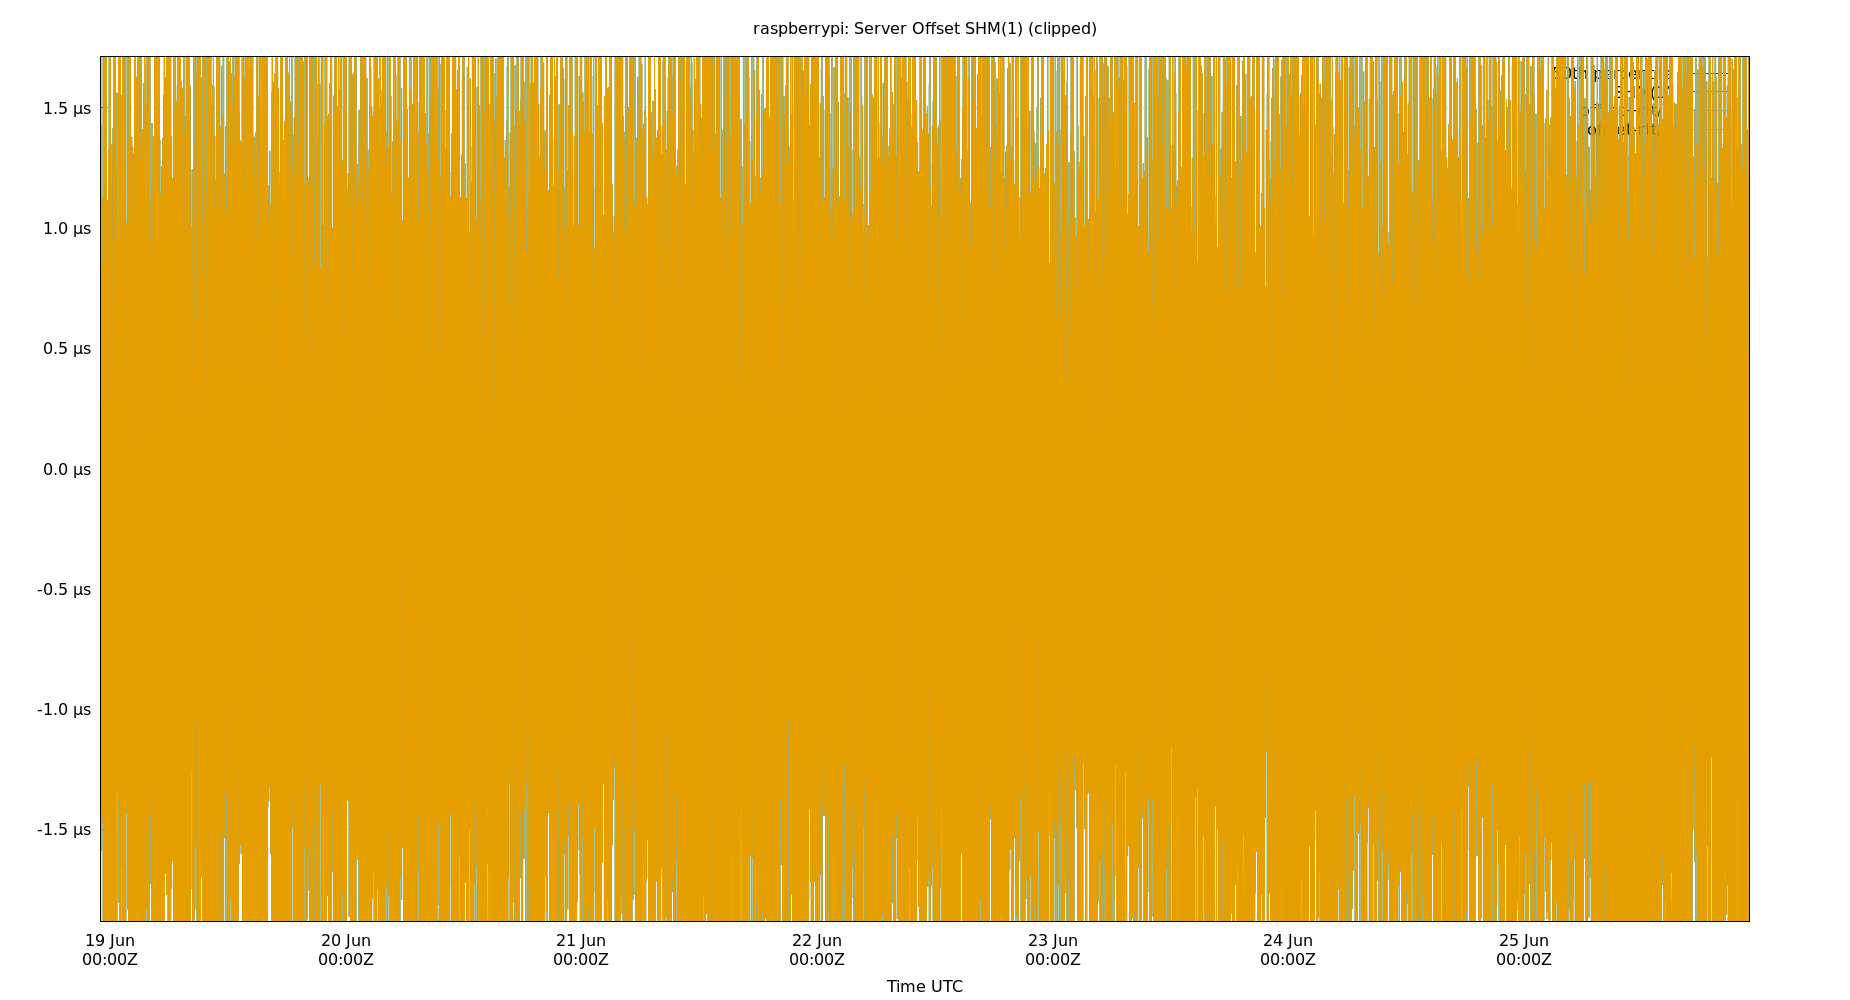 raspberrypi: Server Offset SHM(1) (clipped)
1.5 µs
1.0 µs
0.5 µs
0.0 µs
-0.5 µs
-1.0 µs
-1.5 µs
19 Jun 20 Jun 21 Jun 22 Jun 23 Jun 24 Jun 25 Jun
00:00Z 00:00Z 00:00Z 00:00Z 00:00Z 00:00Z 00:00Z
Time UTC